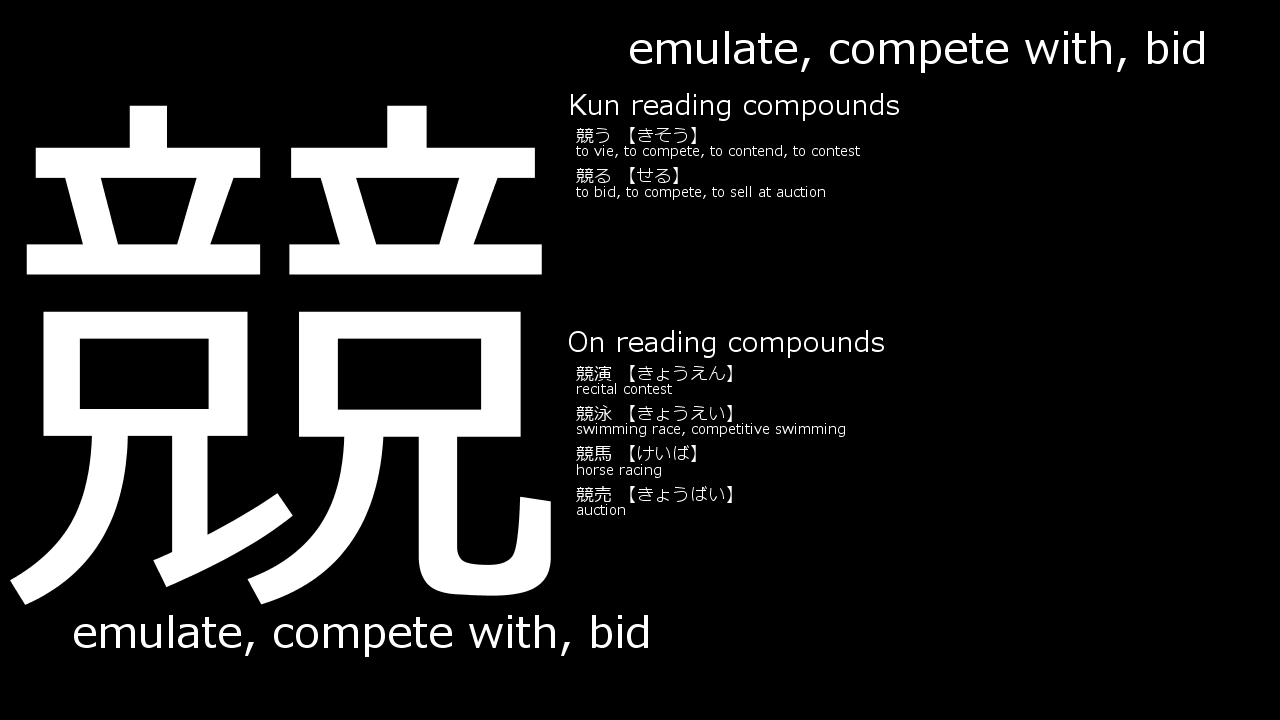 競
emulate, compete with, bid
emulate, compete with, bid
Kun reading compounds
競う 【きそう】
to vie, to compete, to contend, to contest
競る 【せる】
to bid, to compete, to sell at auction
On reading compounds
競演 【きょうえん】
recital contest
競泳 【きょうえい】
swimming race, competitive swimming
競馬 【けいば】
horse racing
競売 【きょうばい】
auction